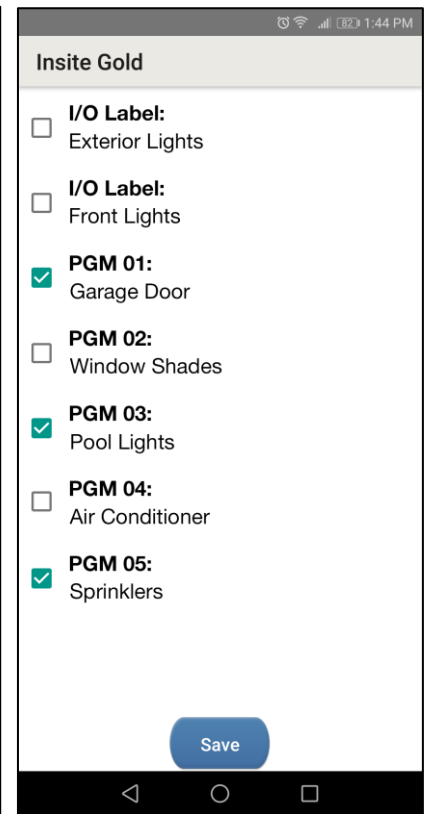 82 1:44 PM
Insite Gold
I/O Label:
Exterior Lights
I/O Label:
Front Lights
PGM 01:
Garage Door
PGM 02:
Window Shades
PGM 03:
Pool Lights
PGM 04:
Air Conditioner
PGM 05:
Sprinklers
Save